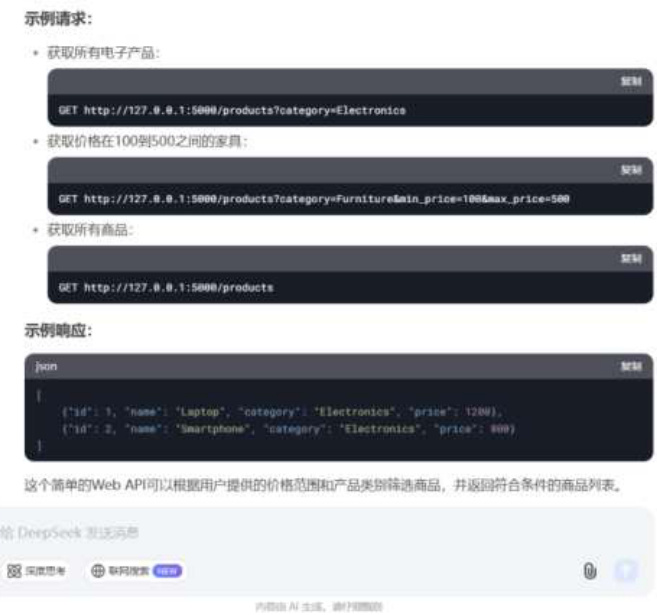 示例请求：
• 获取所有电子产品：
复制
GET http://127.0.0.1:5000/products?category=Electronics
• 获取价格在100到500之间的家具：
复制
GET http://127.0.0.1:5000/products?category=Furniture&min_price=100&max_price=500
• 获取所有商品：
复制
GET http://127.0.0.1:5000/products
示例响应：
json 复制
[
{"id": 1, "name": "Laptop", "category": "Electronics", "price": 1200},
{"id": 2, "name": "Smartphone", "category": "Electronics", "price": 800}
]
这个简单的Web API可以根据用户提供的价格范围和产品类别筛选商品，并返回符合条件的商品列表。
给 DeepSeek 发送消息
深度思考 联网搜索 NEW
内容由 AI 生成，请仔细甄别